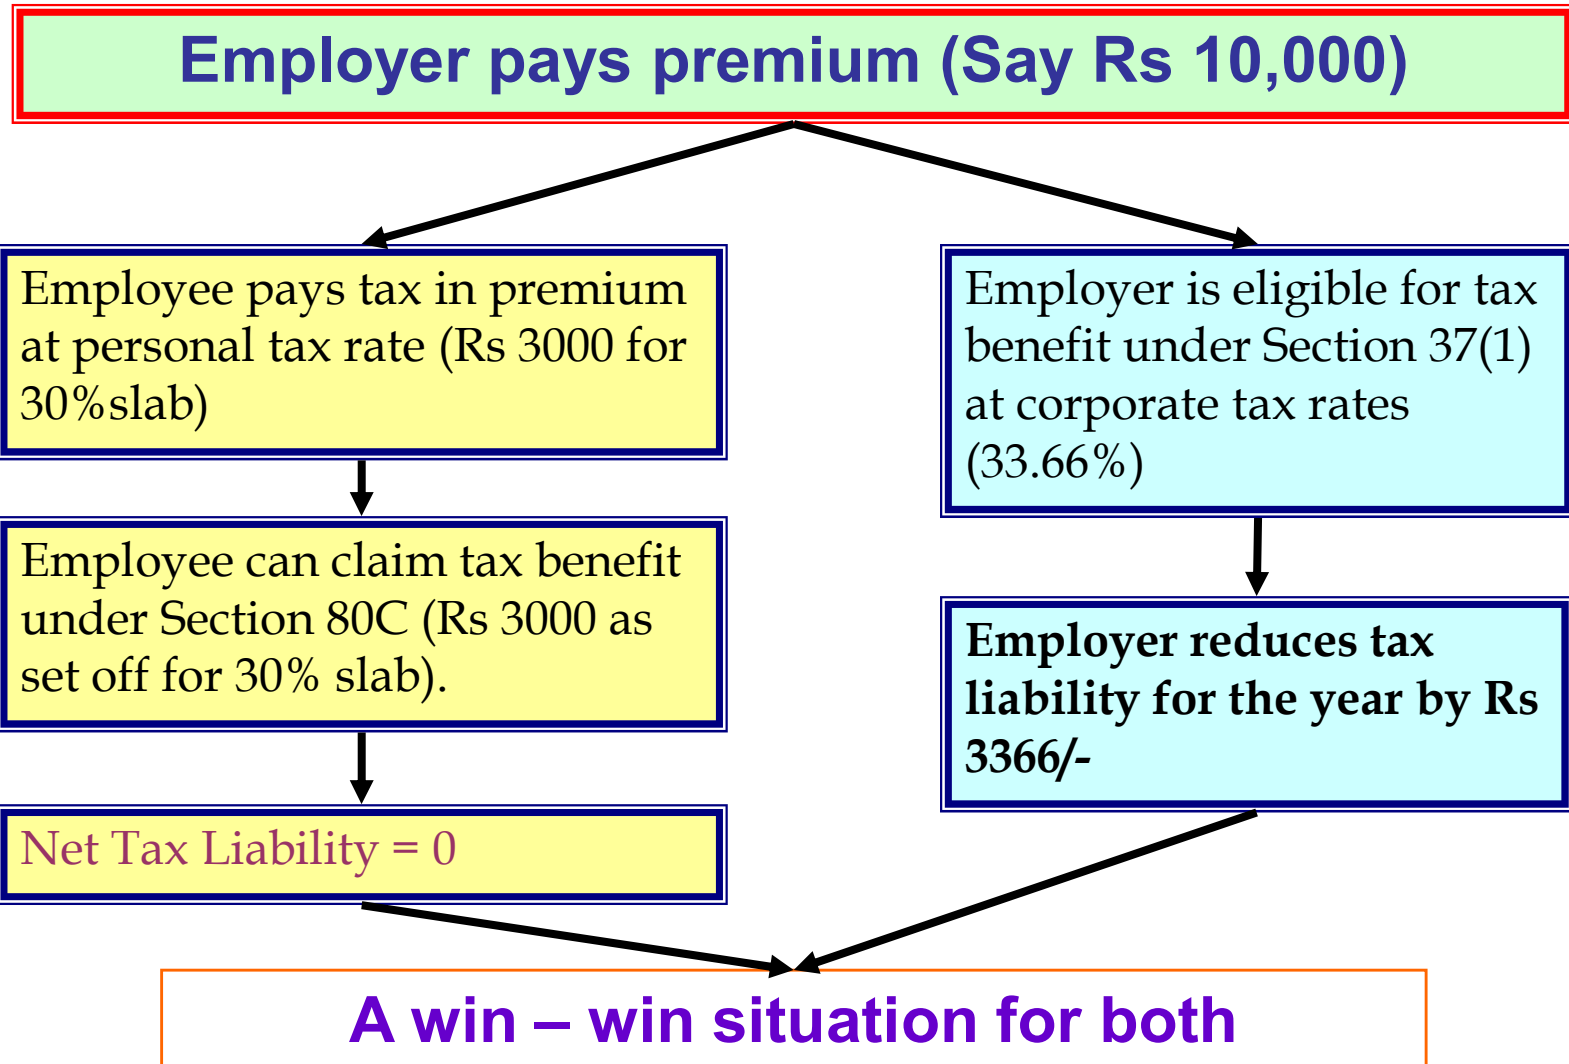 Employer pays premium (Say Rs 10,000)
Employee pays tax in premium
at personal tax rate (Rs 3000 for
30%slab)
Employee can claim tax benefit
under Section 80C (Rs 3000 as
set off for 30% slab).
Net Tax Liability = 0
Employer is eligible for tax
benefit under Section 37(1)
at corporate tax rates
(33.66%)
Employer reduces tax
liability for the year by Rs
3366/-
A win – win situation for both